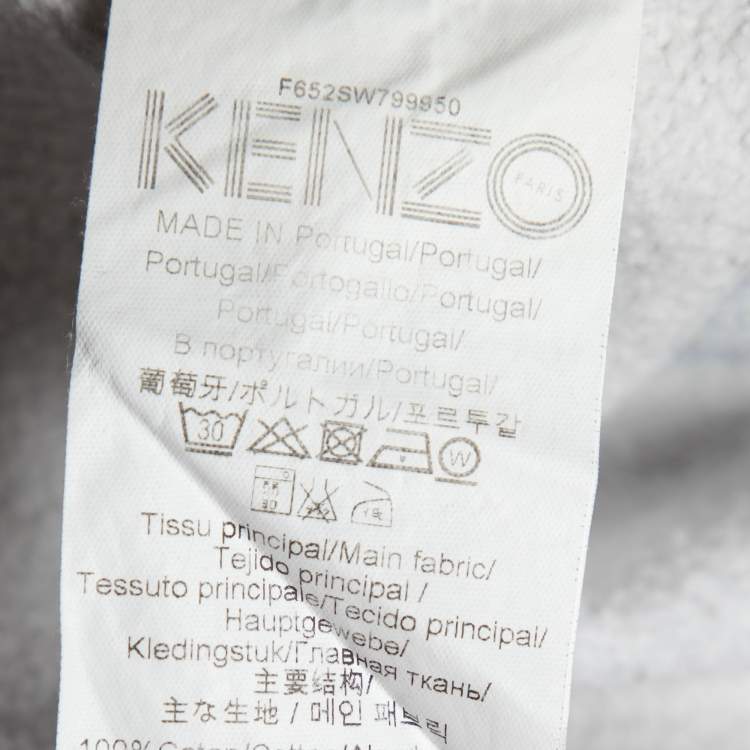 F652SW799950
KENZO
PARIS
MADE IN Portugal/Portugal/
Portugal/Portogallo/Portugal/
Portugal/Portugal/
В португалии/Portugal/
葡萄牙/ポルトガル/포르투갈
30 W
Tissu principal/Main fabric/
Tejido principal /
Tessuto principale/Tecido principal/
Hauptgewebe/
Kledingstuk/Главная ткань/
主要结构/
主な生地 / 메인 패브릭
100%